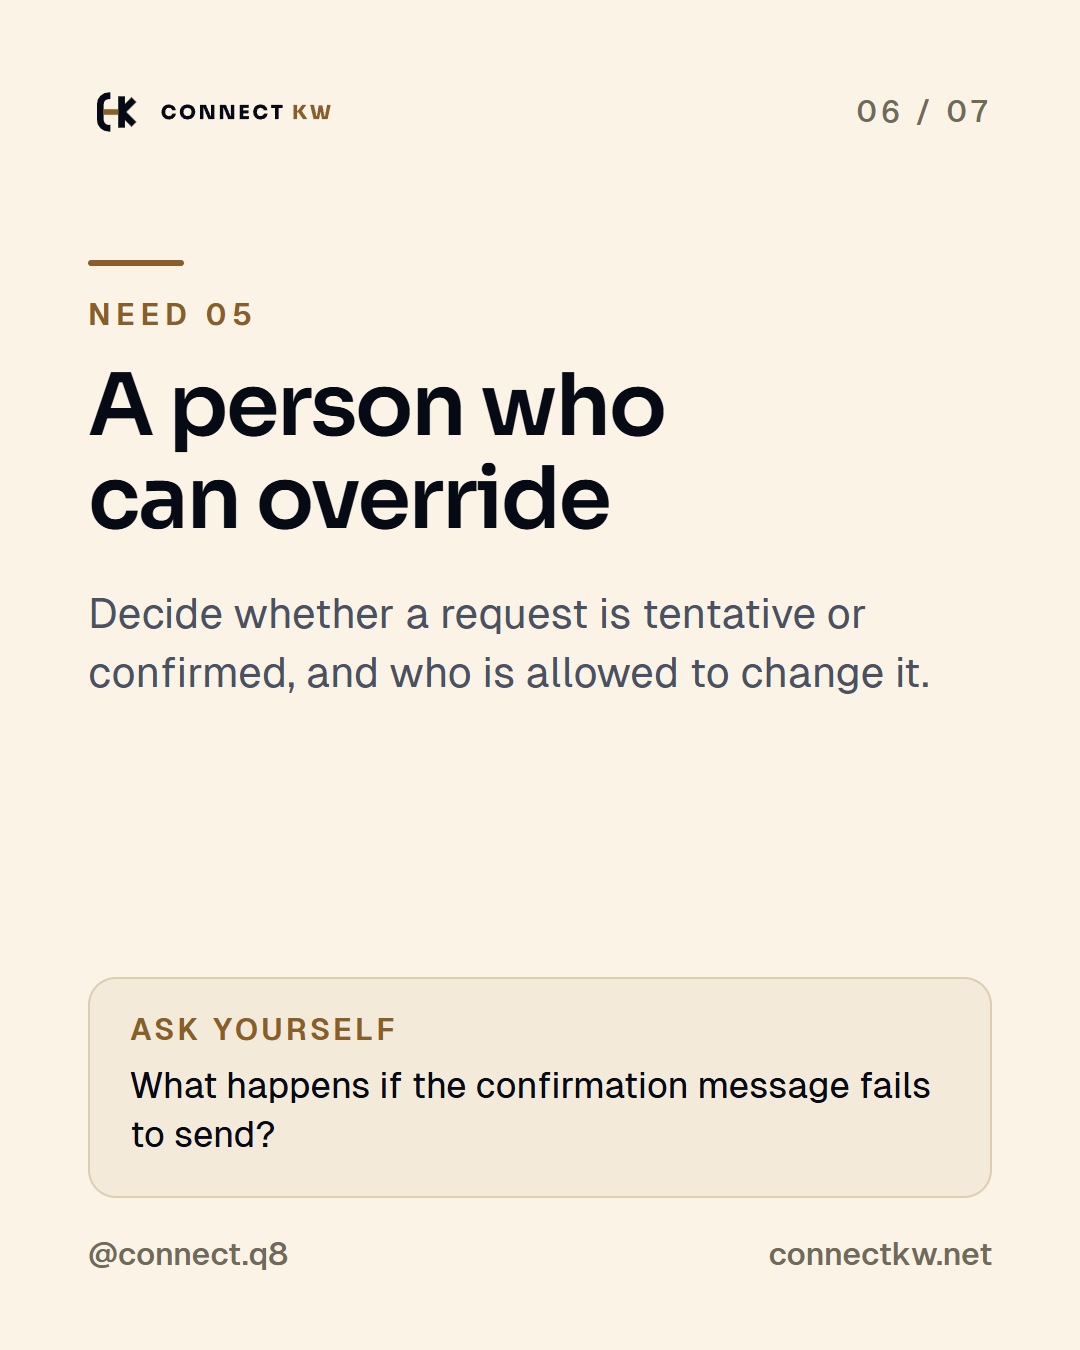 CONNECT KW
06 / 07
NEED 05
A person who
can override
Decide whether a request is tentative or
confirmed, and who is allowed to change it.
ASK YOURSELF
What happens if the confirmation message fails
to send?
@connect.q8
connectkw.net